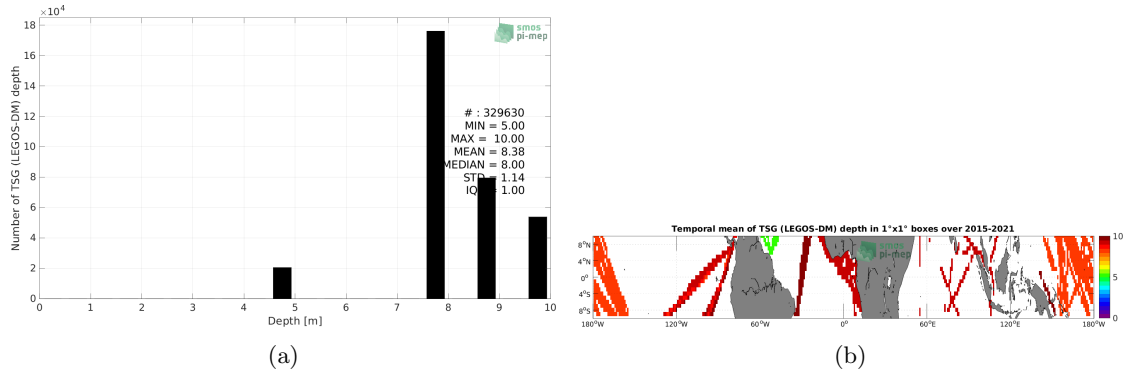 ×10⁴
smos
pi-mep
18
16
14
12
10
8
6
4
2
0
Number of TSG (LEGOS-DM) depth
# : 329630
MIN = 5.00
MAX = 10.00
MEAN = 8.38
MEDIAN = 8.00
STD = 1.14
IQ = 1.00
0 1 2 3 4 5 6 7 8 9 10
Depth [m]
(a)
Temporal mean of TSG (LEGOS-DM) depth in 1°x1° boxes over 2015-2021
smos
pi-mep
8°N
4°N
0°
4°S
8°S
180°W 120°W 60°W 0° 60°E 120°E 180°W
10
5
0
(b)